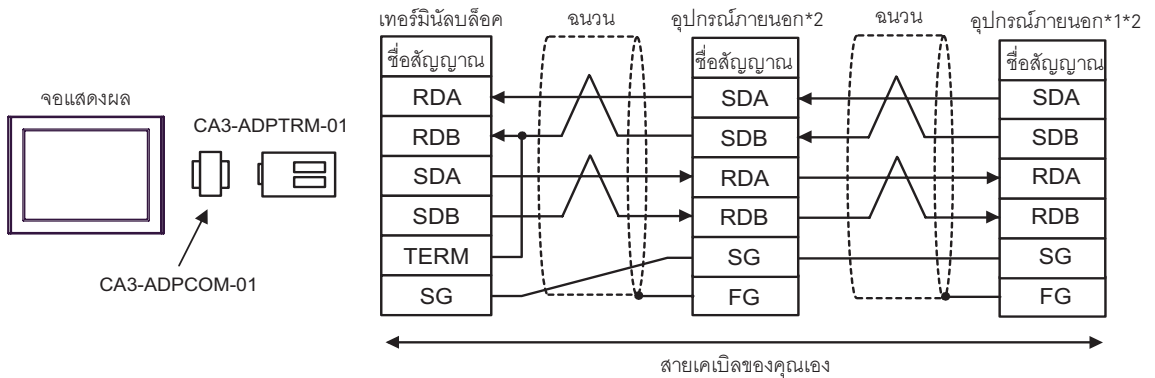 เทอร์มินัลบล็อค
ฉนวน
อุปกรณ์ภายนอก*2
ฉนวน
อุปกรณ์ภายนอก*1*2
จอแสดงผล
CA3-ADPTRM-01
CA3-ADPCOM-01
ชื่อสัญญาณ
RDA
RDB
SDA
SDB
TERM
SG
ชื่อสัญญาณ
SDA
SDB
RDA
RDB
SG
FG
ชื่อสัญญาณ
SDA
SDB
RDA
RDB
SG
FG
สายเคเบิลของคุณเอง